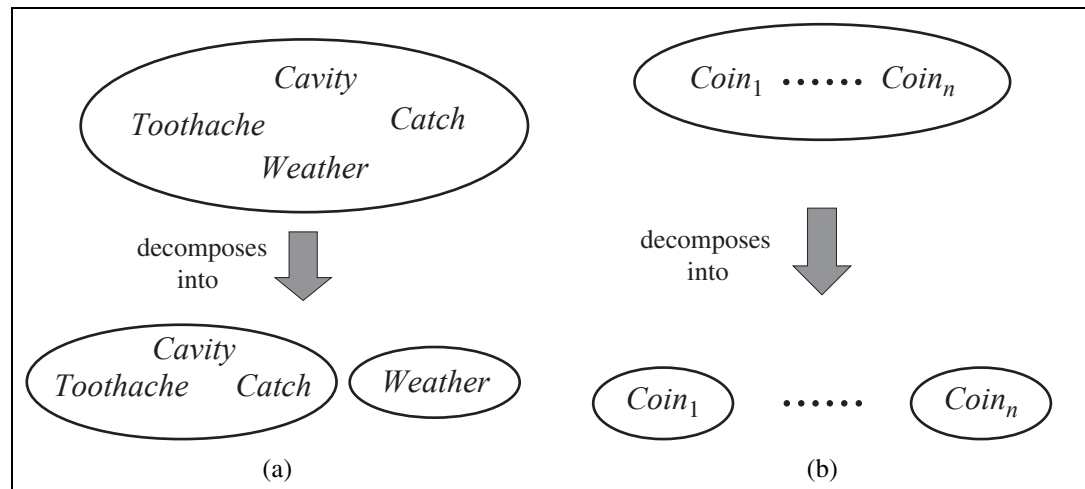 Cavity
Toothache Catch
Weather
decomposes
into
Cavity
Toothache Catch
Weather
(a)
Coin₁ ...... Coinₙ
decomposes
into
Coin₁ ...... Coinₙ
(b)